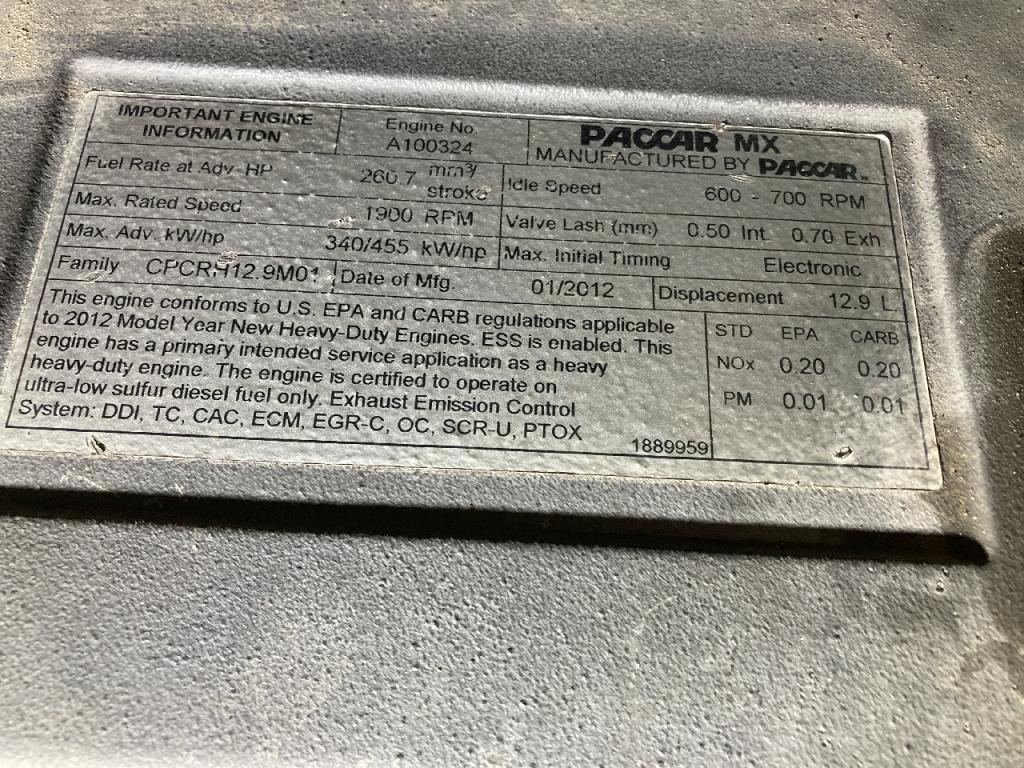 IMPORTANT ENGINE
INFORMATION
Engine No.
A100324
PACCAR MX
MANUFACTURED BY PACCAR
Fuel Rate at Adv HP 260.7 mm³/
stroke
Idle Speed 600 - 700 RPM
Max. Rated Speed 1900 RPM
Valve Lash (mm) 0.50 Int. 0.70 Exh
Max. Adv. kW/hp 340/455 kW/hp
Max. Initial Timing Electronic
Family CPCRH12.9M01
Date of Mfg. 01/2012
Displacement 12.9 L.
This engine conforms to U.S. EPA and CARB regulations applicable
to 2012 Model Year New Heavy-Duty Engines. ESS is enabled. This
engine has a primary intended service application as a heavy
heavy-duty engine. The engine is certified to operate on
ultra-low sulfur diesel fuel only. Exhaust Emission Control
System: DDI, TC, CAC, ECM, EGR-C, OC, SCR-U, PTOX
1889959
STD EPA CARB
NOx 0.20 0.20
PM 0.01 0.01